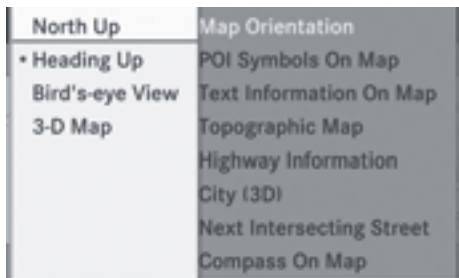 North Up
• Heading Up
Bird's-eye View
3-D Map
Map Orientation
POI Symbols On Map
Text Information On Map
Topographic Map
Highway Information
City (3D)
Next Intersecting Street
Compass On Map